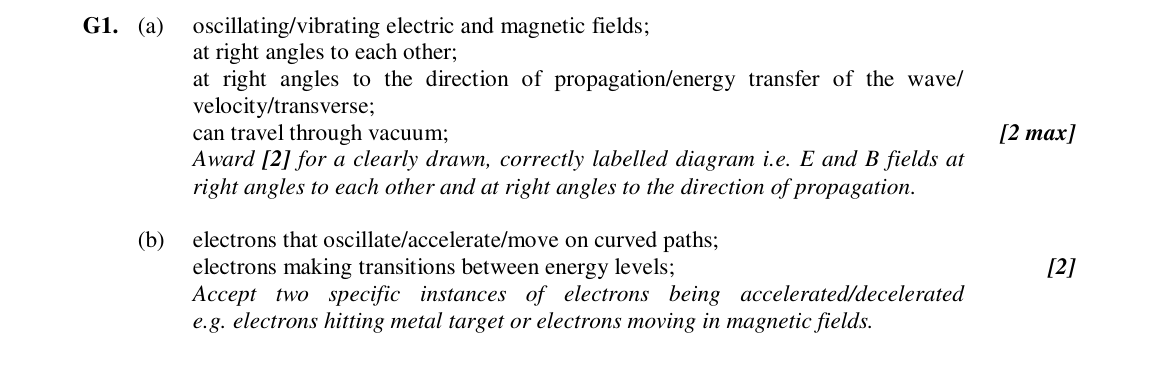 G1. (a) oscillating/vibrating electric and magnetic fields;
at right angles to each other;
at right angles to the direction of propagation/energy transfer of the wave/
velocity/transverse;
can travel through vacuum; [2 max]
Award [2] for a clearly drawn, correctly labelled diagram i.e. E and B fields at
right angles to each other and at right angles to the direction of propagation.
(b) electrons that oscillate/accelerate/move on curved paths;
electrons making transitions between energy levels; [2]
Accept two specific instances of electrons being accelerated/decelerated
e.g. electrons hitting metal target or electrons moving in magnetic fields.